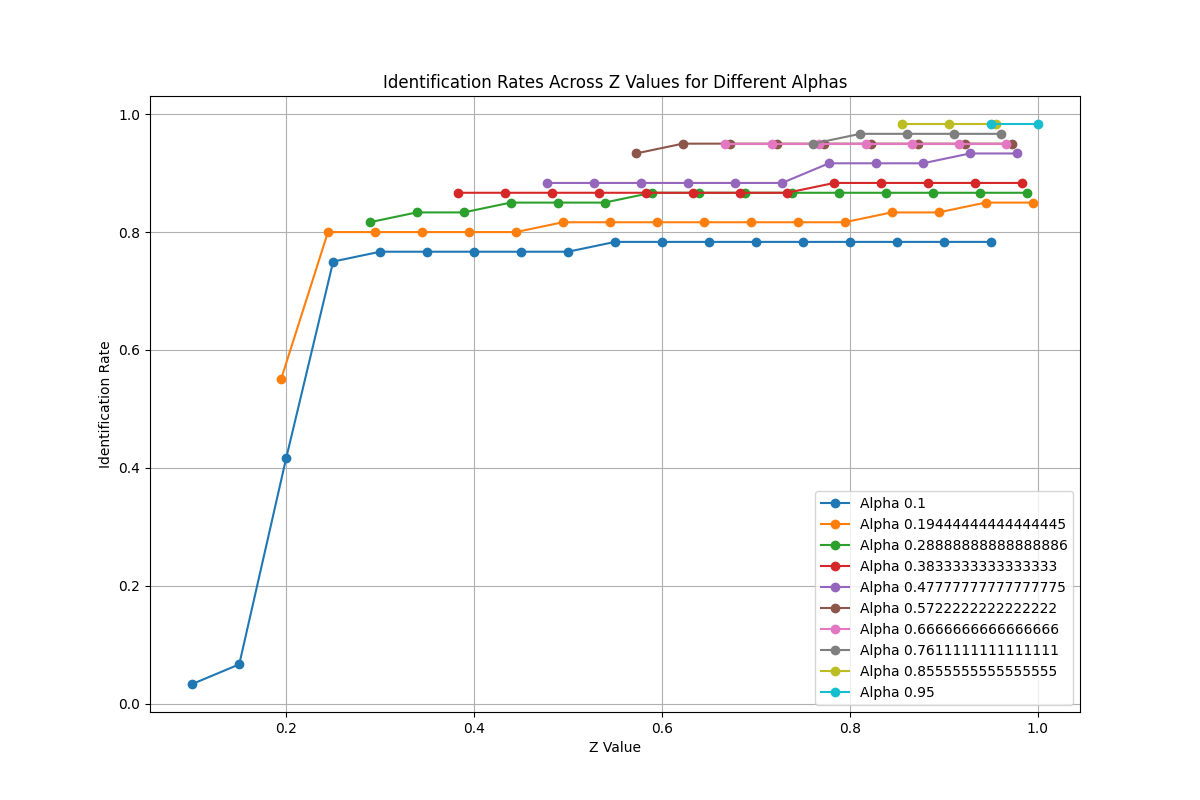 Identification Rates Across Z Values for Different Alphas
1.0
0.8
0.6
0.4
0.2
0.0
Identification Rate
0.2 0.4 0.6 0.8 1.0
Z Value
Alpha 0.1
Alpha 0.19444444444444445
Alpha 0.28888888888888886
Alpha 0.3833333333333333
Alpha 0.47777777777777775
Alpha 0.5722222222222222
Alpha 0.6666666666666666
Alpha 0.7611111111111111
Alpha 0.8555555555555555
Alpha 0.95